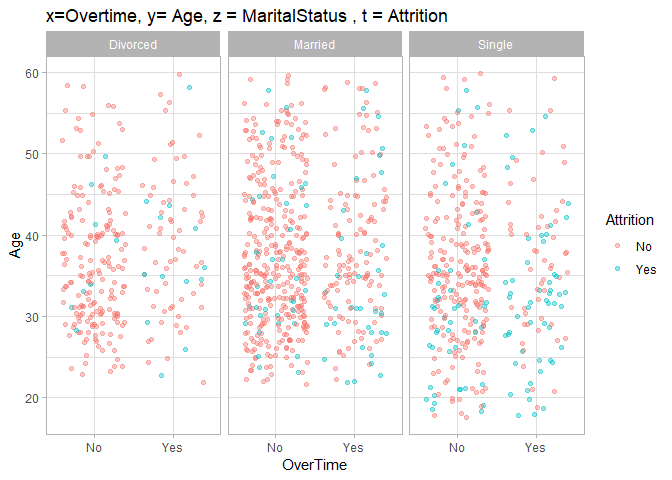 x=Overtime, y= Age, z = MaritalStatus , t = Attrition
Divorced
Married
Single
60
50
40
30
20
Age
No
Yes
No
Yes
No
Yes
OverTime
Attrition
No
Yes